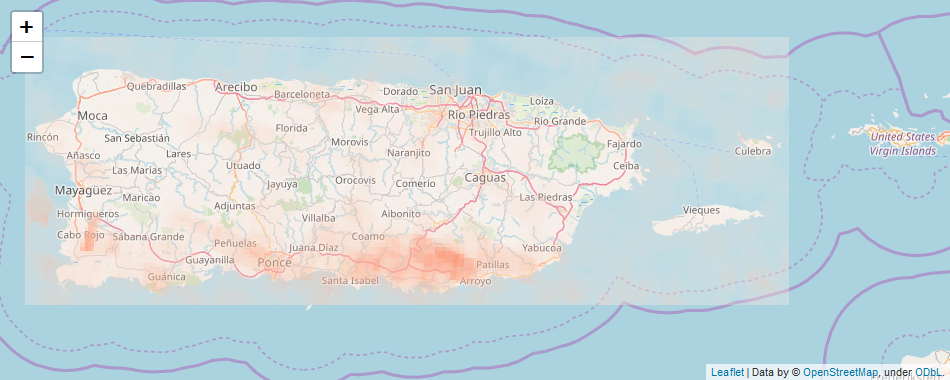 +
−
Quebradillas
Arecibo
Barceloneta
Dorado
San Juan
Loiza
Vega Alta
Moca
Río Piedras
Río Grande
Rincón
San Sebastián
Florida
Morovis
Trujillo Alto
Fajardo
United States
Virgin Islands
Añasco
Lares
Naranjito
Culebra
Las Marías
Utuado
Ceiba
Mayagüez
Jayuya
Orocovis
Comerio
Caguas
Maricao
Adjuntas
Las Piedras
Hormigueros
Villalba
Aibonito
Vieques
Cabo Rojo
Sábana Grande
Peñuelas
Juana Díaz
Coamo
Yabucoa
Guayanilla
Ponce
Patillas
Guánica
Santa Isabel
Arroyo
Leaflet | Data by © OpenStreetMap, under ODbL.